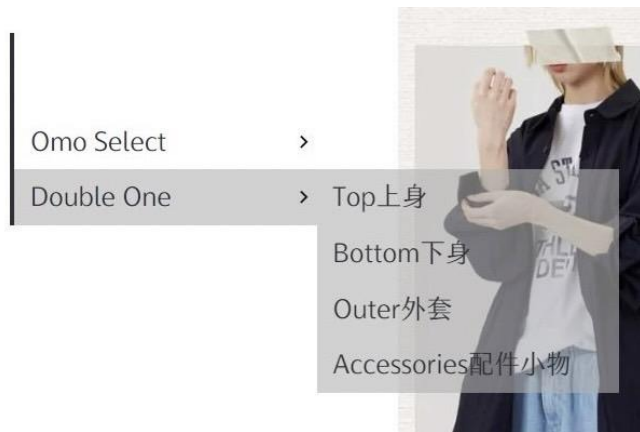 Omo Select
Double One
Top上身
Bottom下身
Outer外套
Accessories配件小物